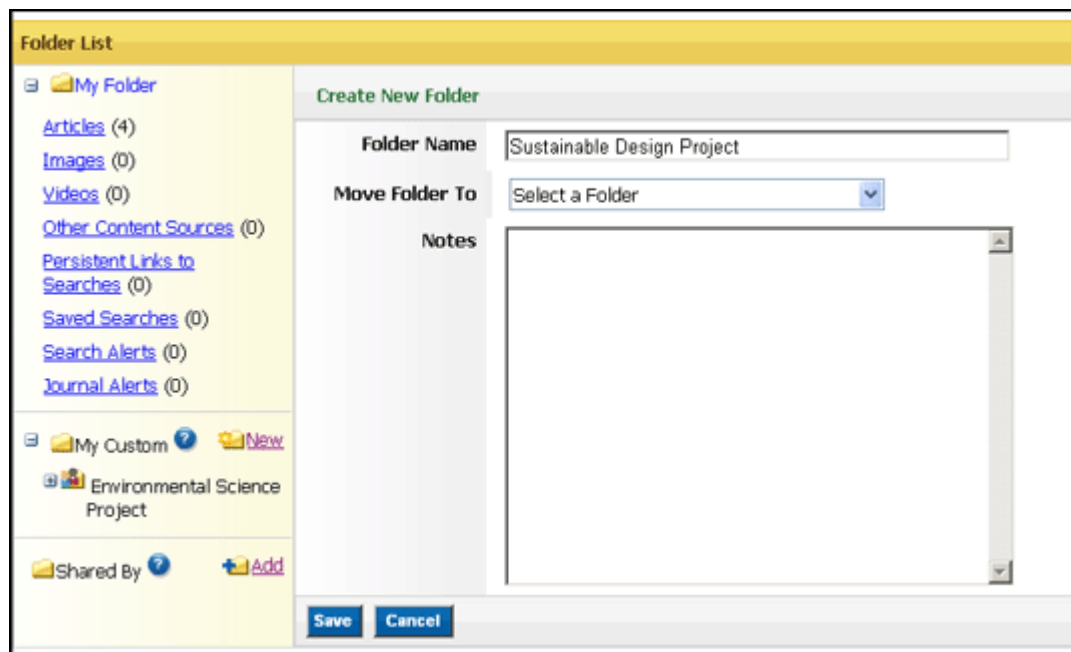 Folder List
My Folder
Articles (4)
Images (0)
Videos (0)
Other Content Sources (0)
Persistent Links to
Searches (0)
Saved Searches (0)
Search Alerts (0)
Journal Alerts (0)
My Custom ? New
Environmental Science
Project
Shared By ? Add
Create New Folder
Folder Name Sustainable Design Project
Move Folder To Select a Folder
Notes
Save Cancel